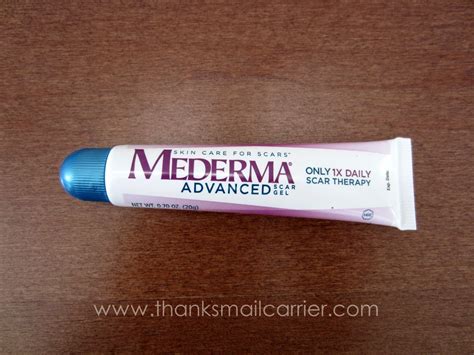 SKIN CARE FOR SCARS™
MEDERMA®
ADVANCED SCAR GEL
ONLY 1X DAILY
SCAR THERAPY
NET WT. 0.70 OZ. (20g)
www.thanksmailcarrier.com